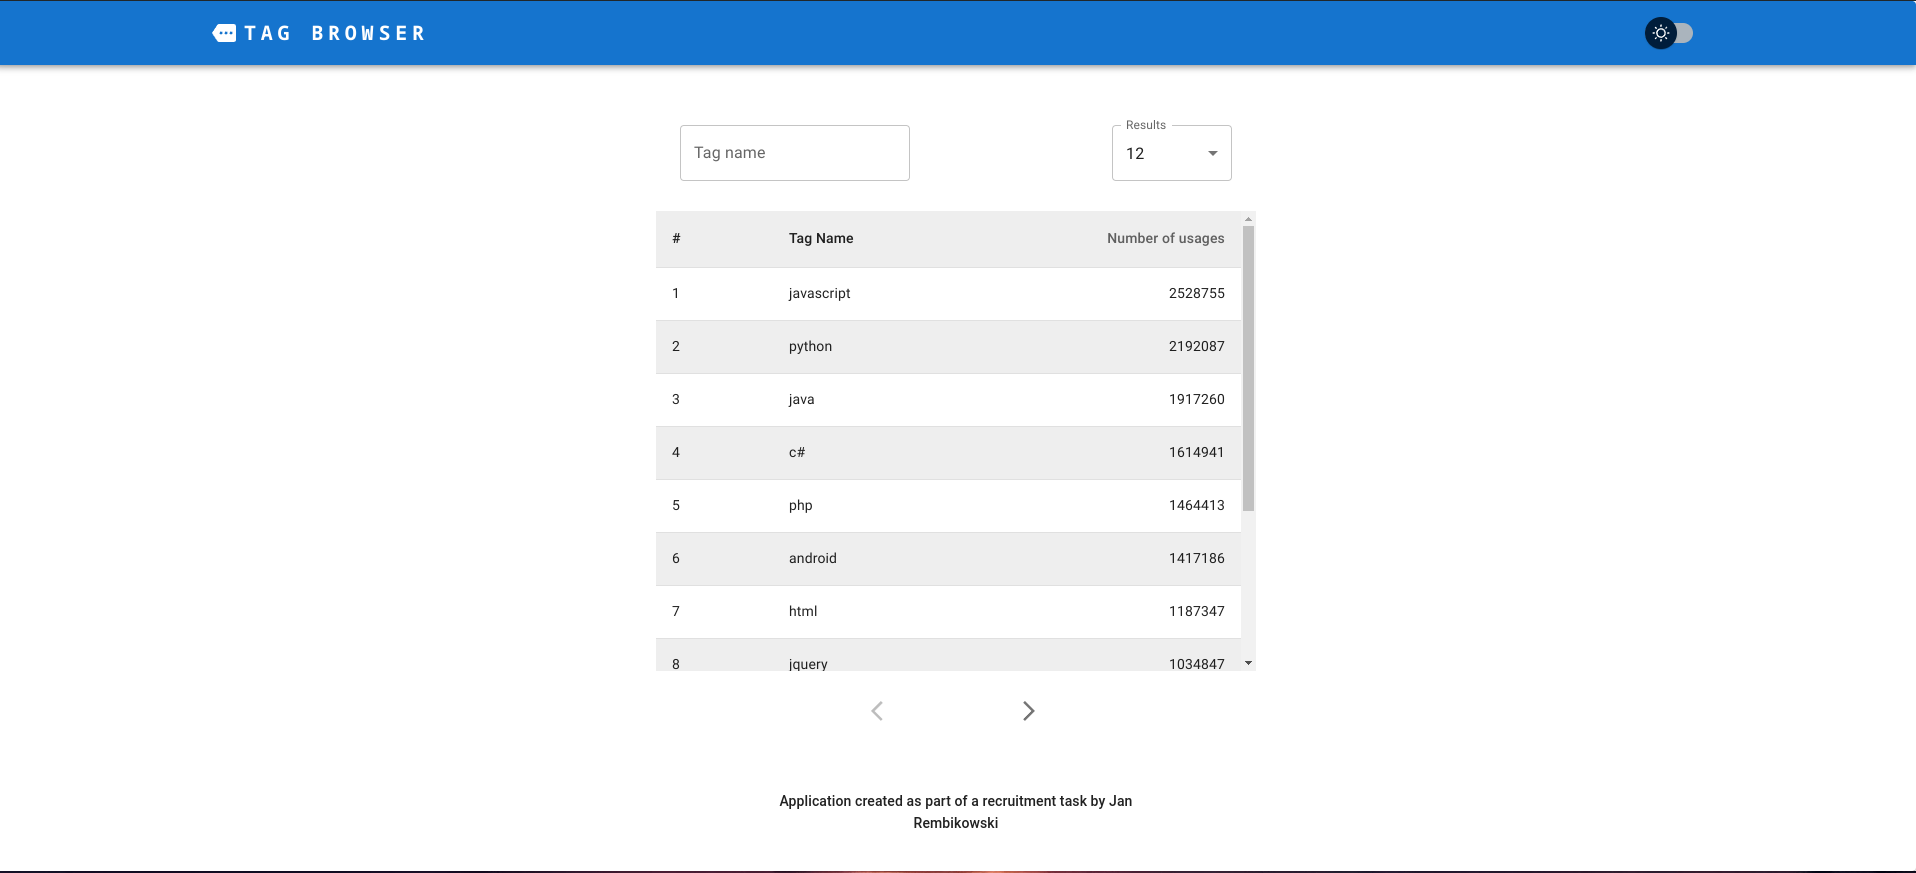 TAG BROWSER
Tag name
Results
12
# Tag Name Number of usages
1 javascript 2528755
2 python 2192087
3 java 1917260
4 c# 1614941
5 php 1464413
6 android 1417186
7 html 1187347
8 jquery 1034847
Application created as part of a recruitment task by Jan
Rembikowski